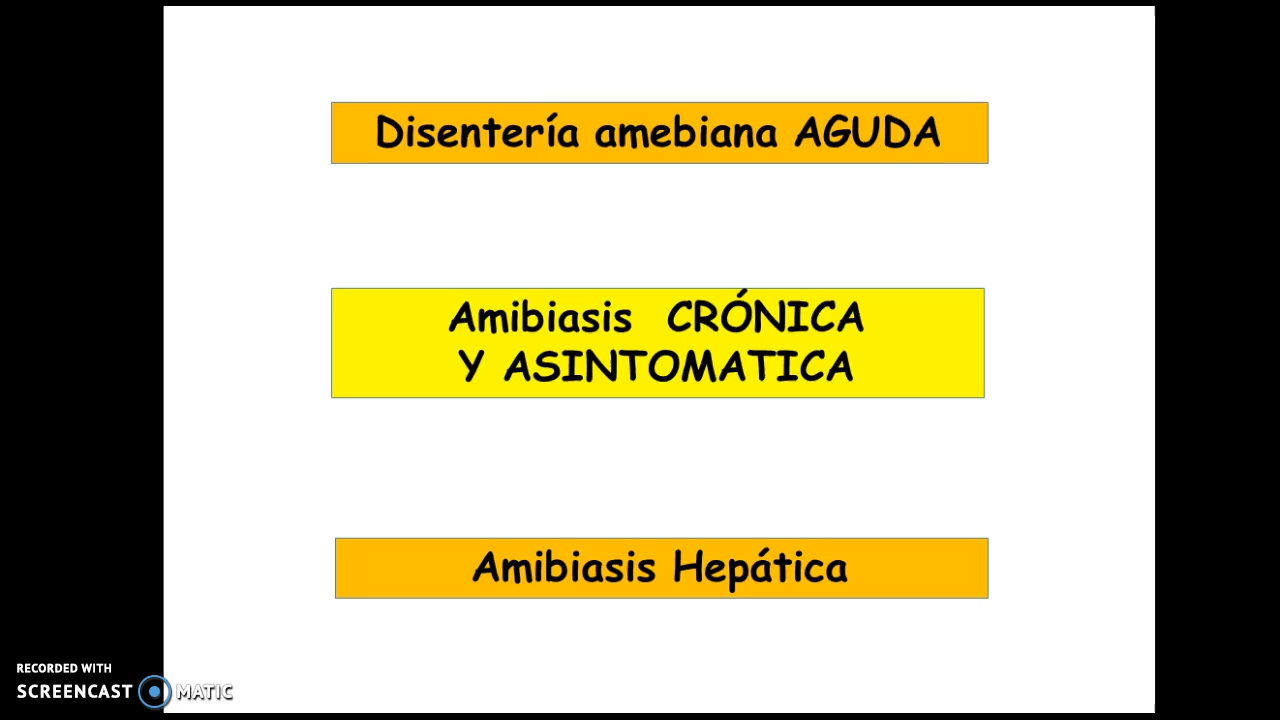 Disentería amebiana AGUDA
Amibiasis CRÓNICA
Y ASINTOMATICA
Amibiasis Hepática
RECORDED WITH
SCREENCAST MATIC